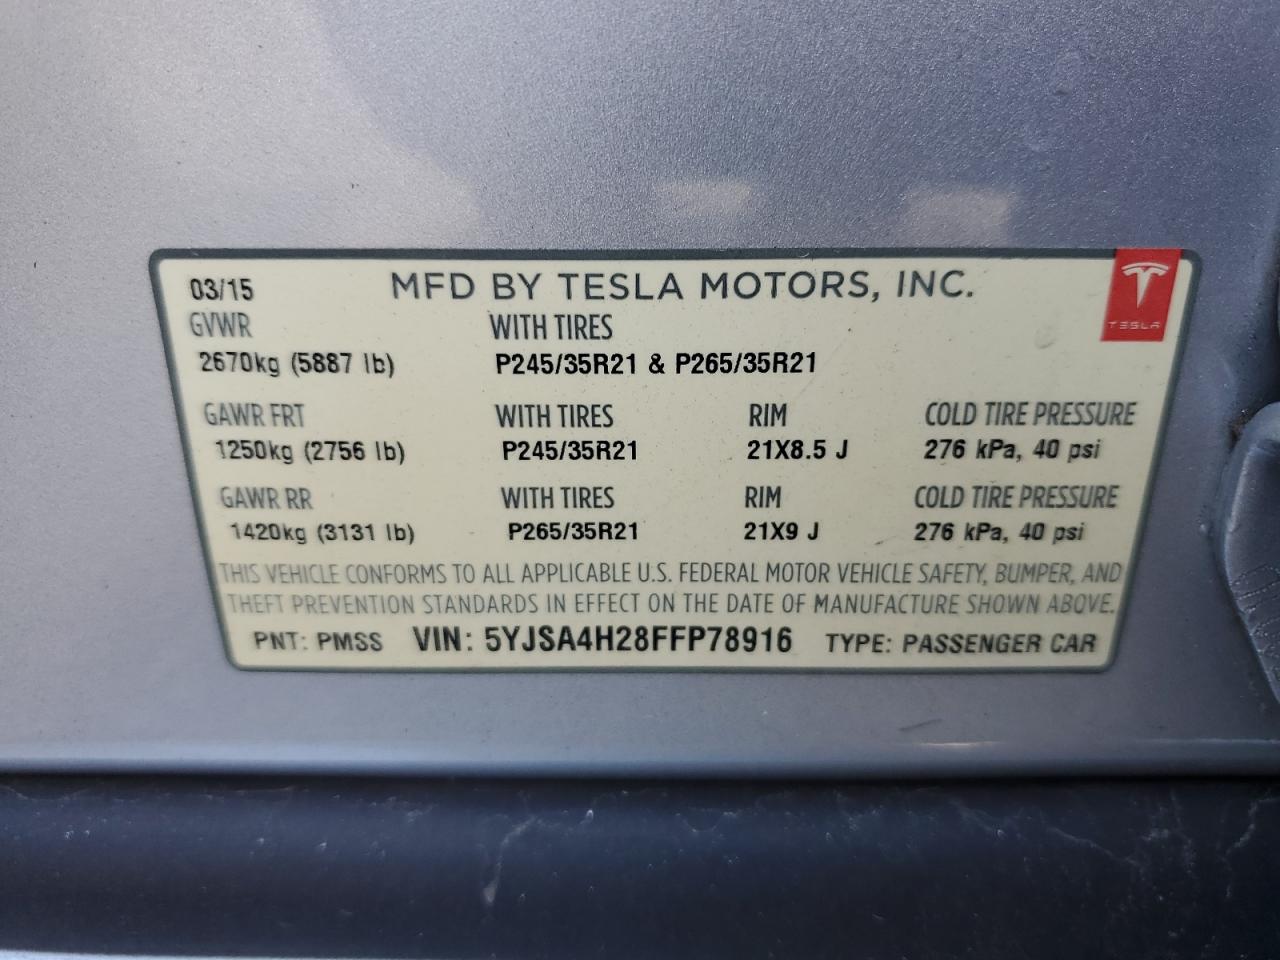 03/15 MFD BY TESLA MOTORS, INC.
TESLA
GVWR WITH TIRES
2670kg (5887 lb) P245/35R21 & P265/35R21
GAWR FRT WITH TIRES RIM COLD TIRE PRESSURE
1250kg (2756 lb) P245/35R21 21X8.5 J 276 kPa, 40 psi
GAWR RR WITH TIRES RIM COLD TIRE PRESSURE
1420kg (3131 lb) P265/35R21 21X9 J 276 kPa, 40 psi
THIS VEHICLE CONFORMS TO ALL APPLICABLE U.S. FEDERAL MOTOR VEHICLE SAFETY, BUMPER, AND
THEFT PREVENTION STANDARDS IN EFFECT ON THE DATE OF MANUFACTURE SHOWN ABOVE.
PNT: PMSS VIN: 5YJSA4H28FFP78916 TYPE: PASSENGER CAR